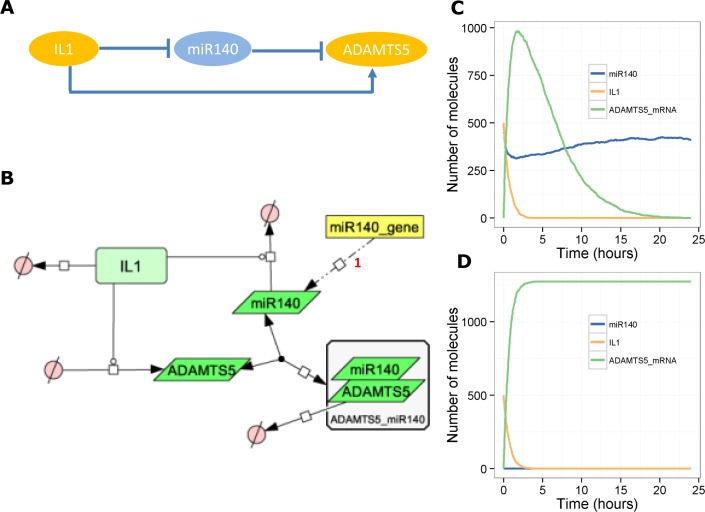 A
IL1
miR140
ADAMTS5
B
miR140_gene
IL1
1
miR140
ADAMTS5
miR140
ADAMTS5
ADAMTS5_miR140
C
Number of molecules
1000
750
500
250
0
miR140
IL1
ADAMTS5_mRNA
0 5 10 15 20 25
Time (hours)
D
Number of molecules
1000
500
0
miR140
IL1
ADAMTS5_mRNA
0 5 10 15 20 25
Time (hours)